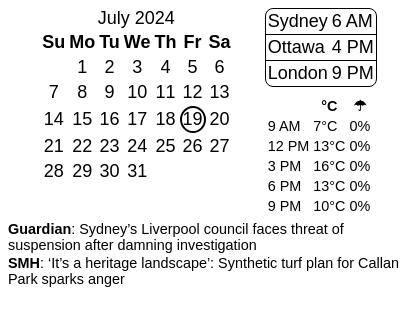 July 2024
Su Mo Tu We Th Fr Sa
1 2 3 4 5 6
7 8 9 10 11 12 13
14 15 16 17 18 19 20
21 22 23 24 25 26 27
28 29 30 31
Sydney 6 AM
Ottawa 4 PM
London 9 PM
°C ☂
9 AM 7°C 0%
12 PM 13°C 0%
3 PM 16°C 0%
6 PM 13°C 0%
9 PM 10°C 0%
Guardian: Sydney’s Liverpool council faces threat of
suspension after damning investigation
SMH: ‘It’s a heritage landscape’: Synthetic turf plan for Callan
Park sparks anger